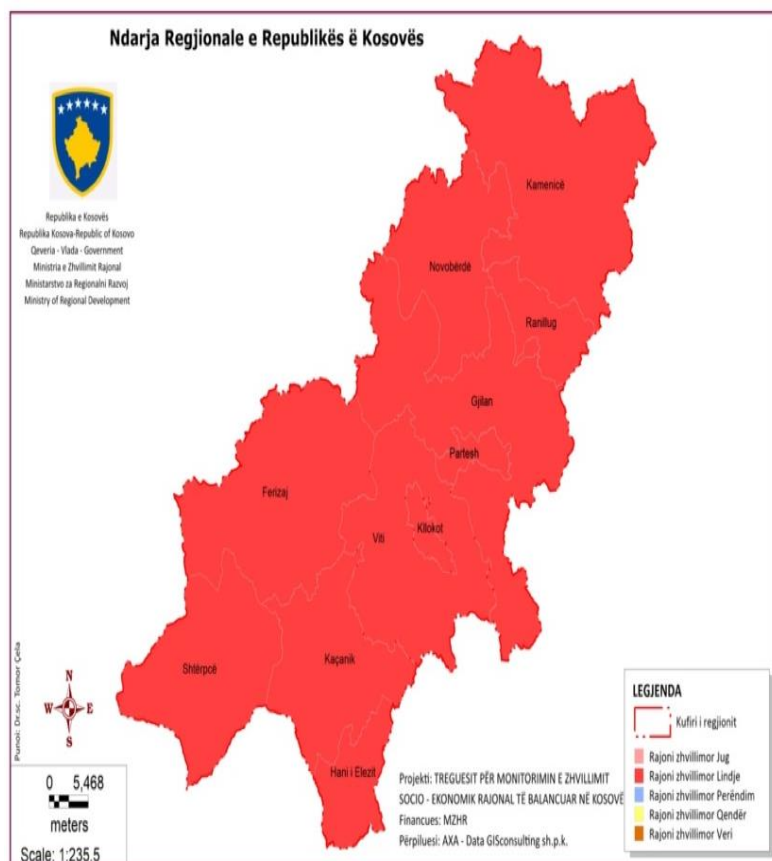 Ndarja Regjionale e Republikës ë Kosovës
Republika e Kosovës
Republika Kosova-Republic of Kosovo
Qeveria - Vlada - Government
Ministria e Zhvillimit Rajonal
Ministarstvo za Regionalni Razvoj
Ministry of Regional Development
Kamenicë
Novobërdë
Ranillug
Gjilan
Partesh
Ferizaj
Kllokot
Viti
Shtërpcë
Kaçanik
Hani i Elezit
Punoi: Dr.sc. Tomor Çela
N
W E
S
0 5,468
meters
Scale: 1:235.5
Projekti: TREGUESIT PËR MONITORIMIN E ZHVILLIMIT
SOCIO - EKONOMIK RAJONAL TË BALANCUAR NË KOSOVË
Financues: MZHR
Përpiluesi: AXA - Data GISconsulting sh.p.k.
LEGJENDA
Kufiri i regjionit
Rajoni zhvillimor Jug
Rajoni zhvillimor Lindje
Rajoni zhvillimor Perëndim
Rajoni zhvillimor Qendër
Rajoni zhvillimor Veri